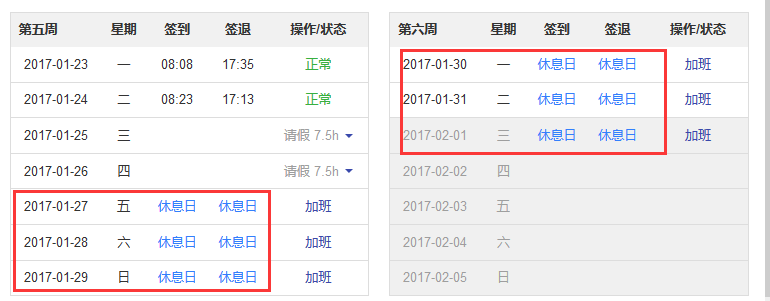 第五周 星期 签到 签退 操作/状态
2017-01-23 一 08:08 17:35 正常
2017-01-24 二 08:23 17:13 正常
2017-01-25 三 请假 7.5h
2017-01-26 四 请假 7.5h
2017-01-27 五 休息日 休息日 加班
2017-01-28 六 休息日 休息日 加班
2017-01-29 日 休息日 休息日 加班
第六周 星期 签到 签退 操作/状态
2017-01-30 一 休息日 休息日 加班
2017-01-31 二 休息日 休息日 加班
2017-02-01 三 休息日 休息日 加班
2017-02-02 四
2017-02-03 五
2017-02-04 六
2017-02-05 日